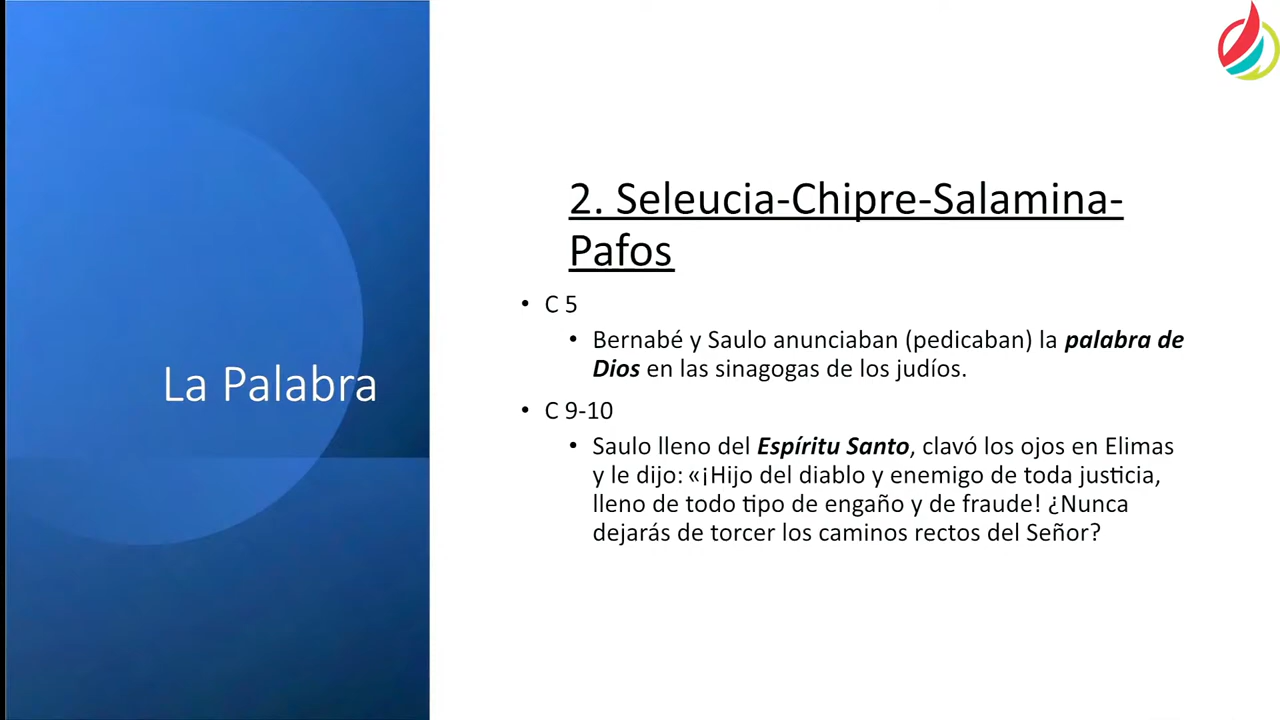 La Palabra
2. Seleucia-Chipre-Salamina-
Pafos
• C 5
• Bernabé y Saulo anunciaban (pedicaban) la palabra de
Dios en las sinagogas de los judíos.
• C 9-10
• Saulo lleno del Espíritu Santo, clavó los ojos en Elimas
y le dijo: «¡Hijo del diablo y enemigo de toda justicia,
lleno de todo tipo de engaño y de fraude! ¿Nunca
dejarás de torcer los caminos rectos del Señor?